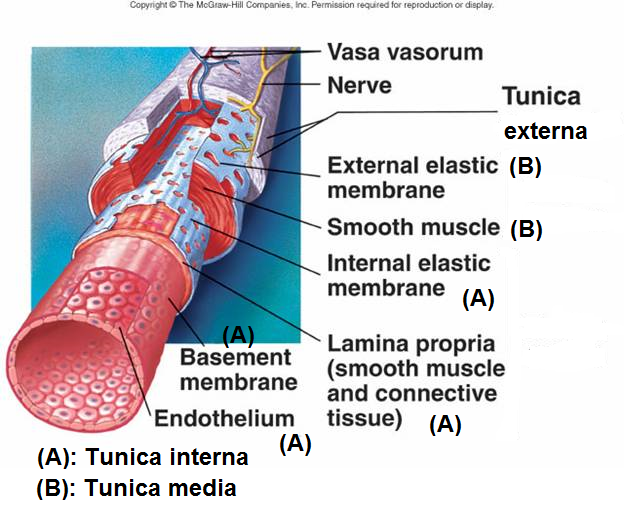 Copyright © The McGraw-Hill Companies, Inc. Permission required for reproduction or display.
Vasa vasorum
Nerve
Tunica
externa
External elastic (B)
membrane
Smooth muscle (B)
Internal elastic
membrane (A)
(A)
Basement
membrane
Lamina propria
(smooth muscle
and connective
tissue) (A)
Endothelium
(A)
(A): Tunica interna
(B): Tunica media